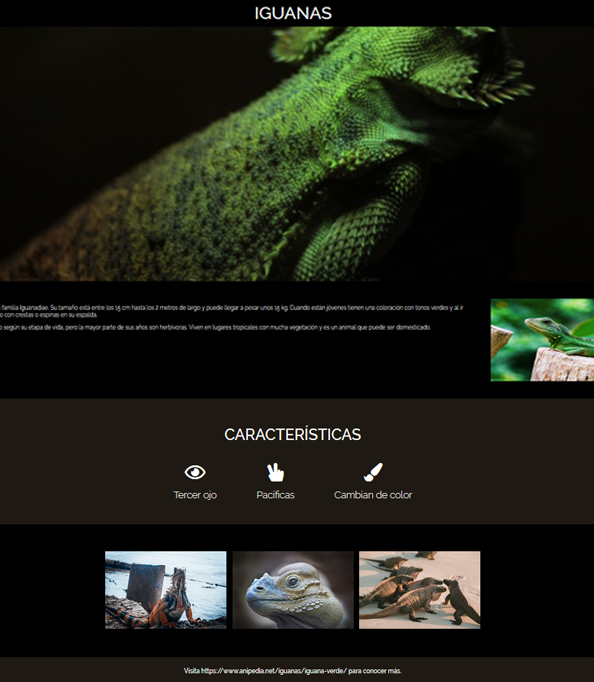 IGUANAS
familia Iguanadiae. Su tamaño está entre los 15 cm hasta los 2 metros de largo y puede llegar a pesar unos 15 kg. Cuando están jóvenes tienen una coloración con tonos verdes y al ir
o con crestas o espinas en su espalda.
o según su etapa de vida, pero la mayor parte de sus años son herbívoras. Viven en lugares tropicales con mucha vegetación y es un animal que puede ser domesticado.
CARACTERÍSTICAS
Tercer ojo
Pacíficas
Cambian de color
Visita https://www.anipedia.net/iguanas/iguana-verde/ para conocer más.